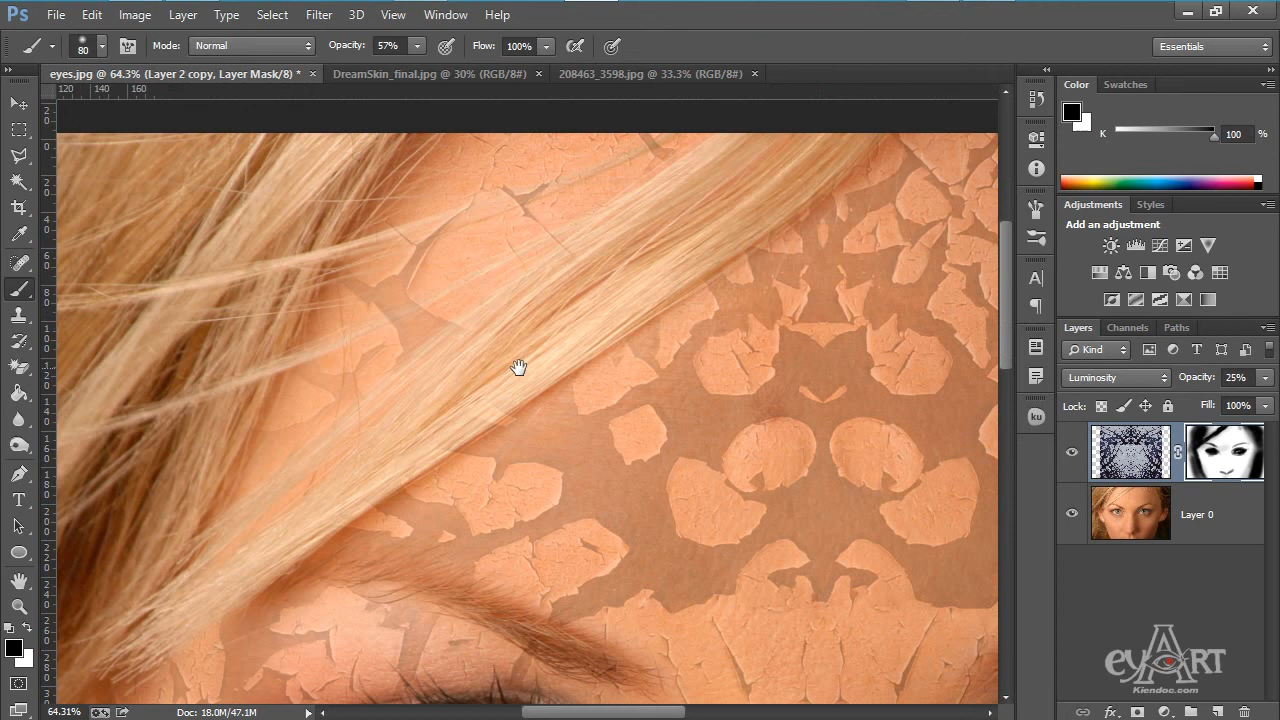 Ps File Edit Image Layer Type Select Filter 3D View Window Help
80 Mode: Normal Opacity: 57% Flow: 100% Essentials
eyes.jpg @ 64.3% (Layer 2 copy, Layer Mask/8) * × DreamSkin_final.jpg @ 30% (RGB/8#) × 208463_3598.jpg @ 33.3% (RGB/8#) ×
120 140 160
Color Swatches
K 100 %
Adjustments Styles
Add an adjustment
Layers Channels Paths
Kind
Luminosity Opacity: 25%
Lock: Fill: 100%
ku
Layer 0
eyART
Kiendoc.com
64.31% Doc: 18.0M/47.1M
fx